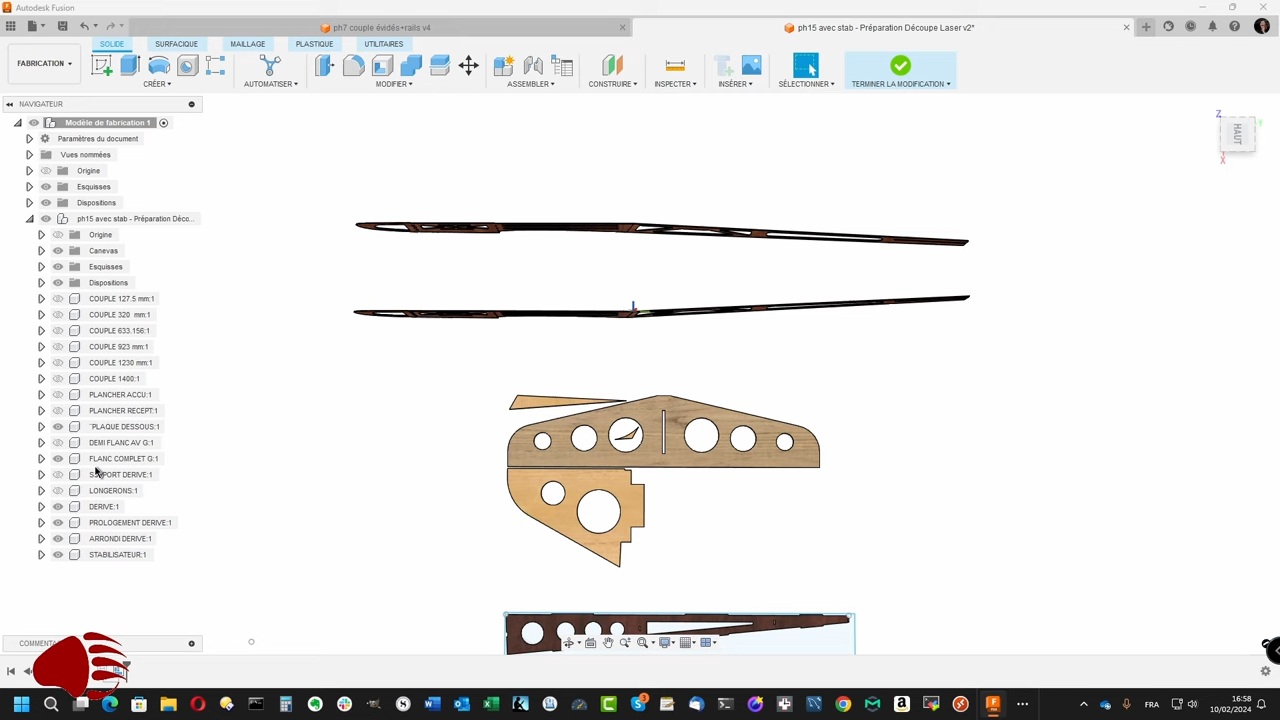 Autodesk Fusion
ph7 couple évidés+rails v4
ph15 avec stab - Préparation Découpe Laser v2*
FABRICATION
SOLIDE
SURFACIQUE
MAILLAGE
PLASTIQUE
UTILITAIRES
CRÉER
AUTOMATISER
MODIFIER
ASSEMBLER
CONSTRUIRE
INSPECTER
INSÉRER
SÉLECTIONNER
TERMINER LA MODIFICATION
NAVIGATEUR
Modèle de fabrication 1
Paramètres du document
Vues nommées
Origine
Esquisses
Dispositions
ph15 avec stab - Préparation Déco...
Origine
Canevas
Esquisses
Dispositions
COUPLE 127.5 mm:1
COUPLE 320 mm:1
COUPLE 633.156:1
COUPLE 923 mm:1
COUPLE 1230 mm:1
COUPLE 1400:1
PLANCHER ACCU:1
PLANCHER RECEPT:1
¨PLAQUE DESSOUS:1
DEMI FLANC AV G:1
FLANC COMPLET G:1
SUPPORT DERIVE:1
LONGERONS:1
DERIVE:1
PROLOGEMENT DERIVE:1
ARRONDI DERIVE:1
STABILISATEUR:1
Z
HAUT
Y
X
COMMENTA
FRA
16:58
10/02/2024